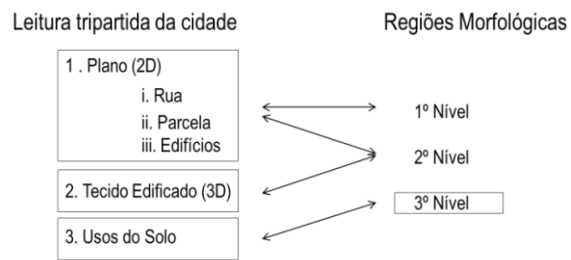 Leitura tripartida da cidade
Regiões Morfológicas
1 . Plano (2D)
i. Rua
ii. Parcela
iii. Edifícios
2. Tecido Edificado (3D)
3. Usos do Solo
1º Nível
2º Nível
3º Nível